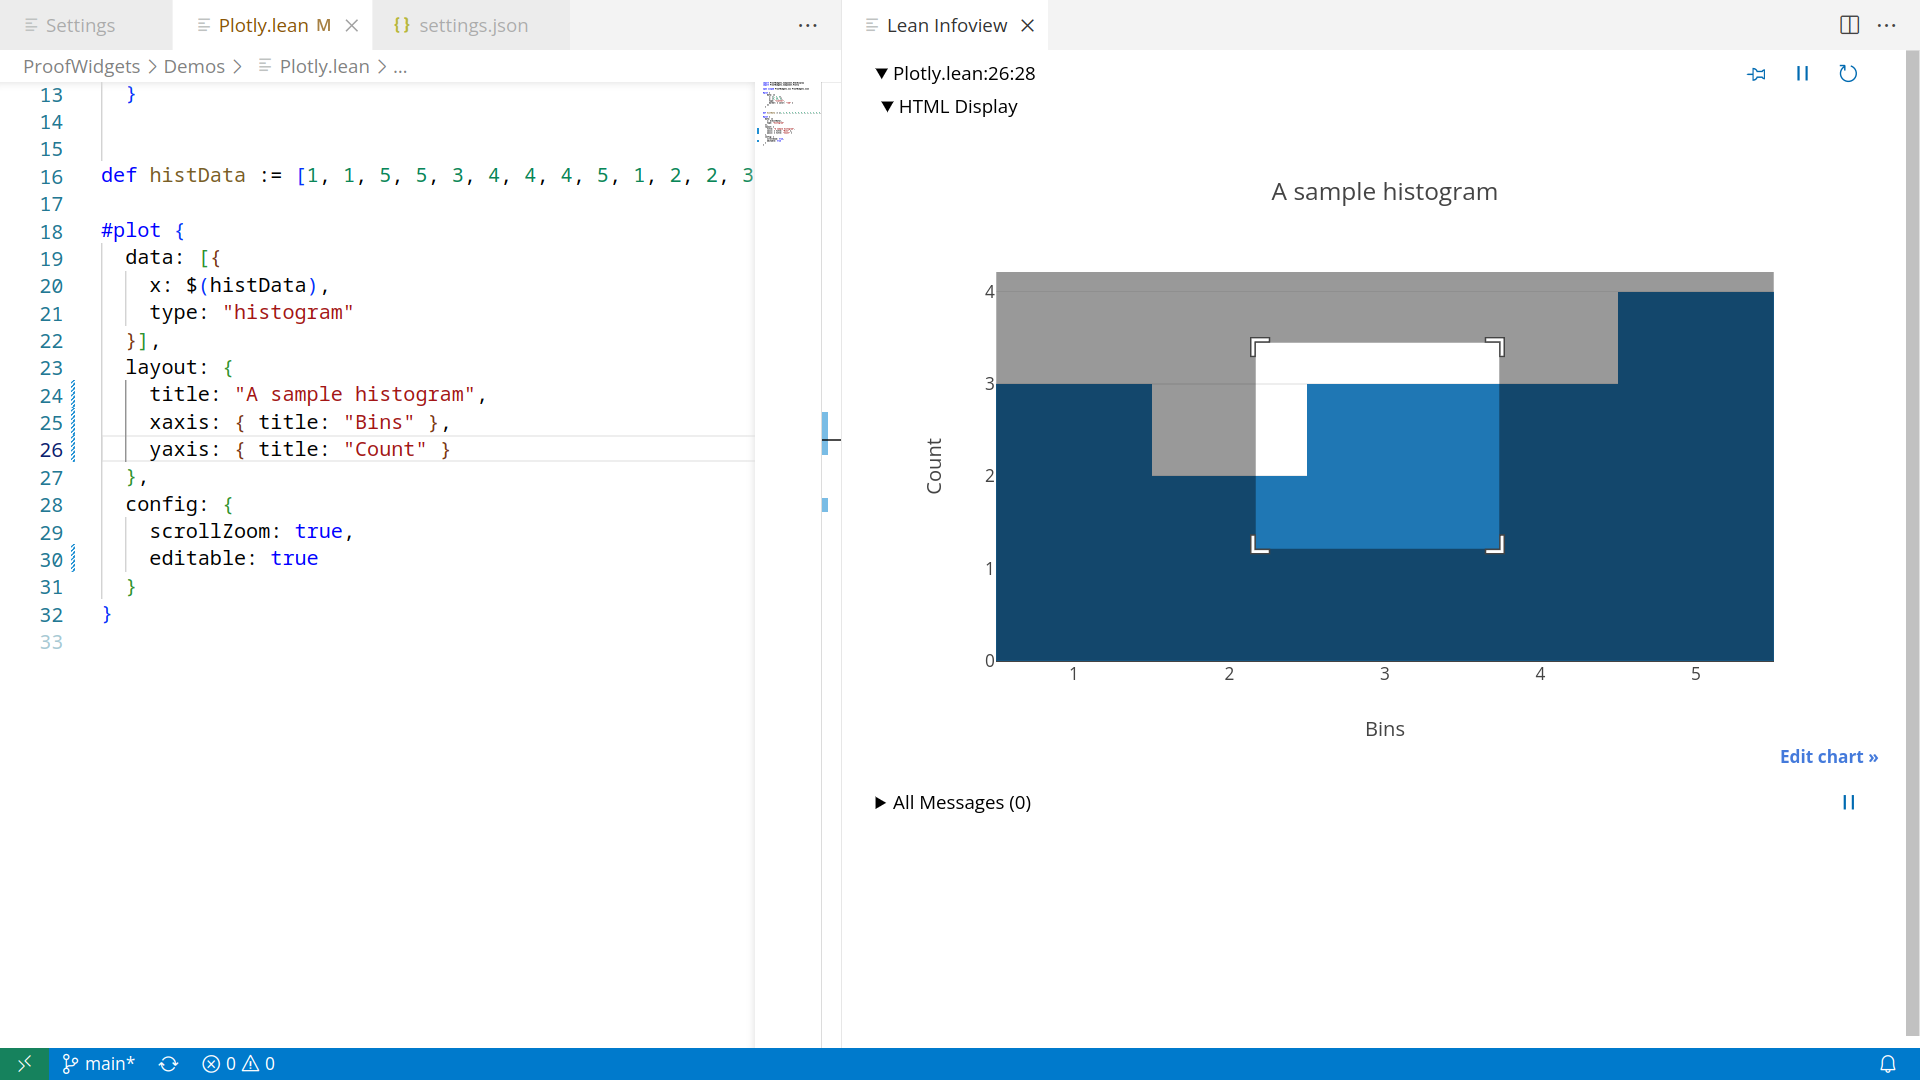 Settings
Plotly.lean M
{} settings.json
...
Lean Infoview
...
ProofWidgets > Demos > Plotly.lean > ...
13 }
14
15
16 def histData := [1, 1, 5, 5, 3, 4, 4, 4, 5, 1, 2, 2, 3
17
18 #plot {
19 data: [{
20 x: $(histData),
21 type: "histogram"
22 }],
23 layout: {
24 title: "A sample histogram",
25 xaxis: { title: "Bins" },
26 yaxis: { title: "Count" }
27 },
28 config: {
29 scrollZoom: true,
30 editable: true
31 }
32 }
33
Plotly.lean:26:28
HTML Display
A sample histogram
4
3
2
1
0
Count
1 2 3 4 5
Bins
Edit chart »
All Messages (0)
main* 0 0